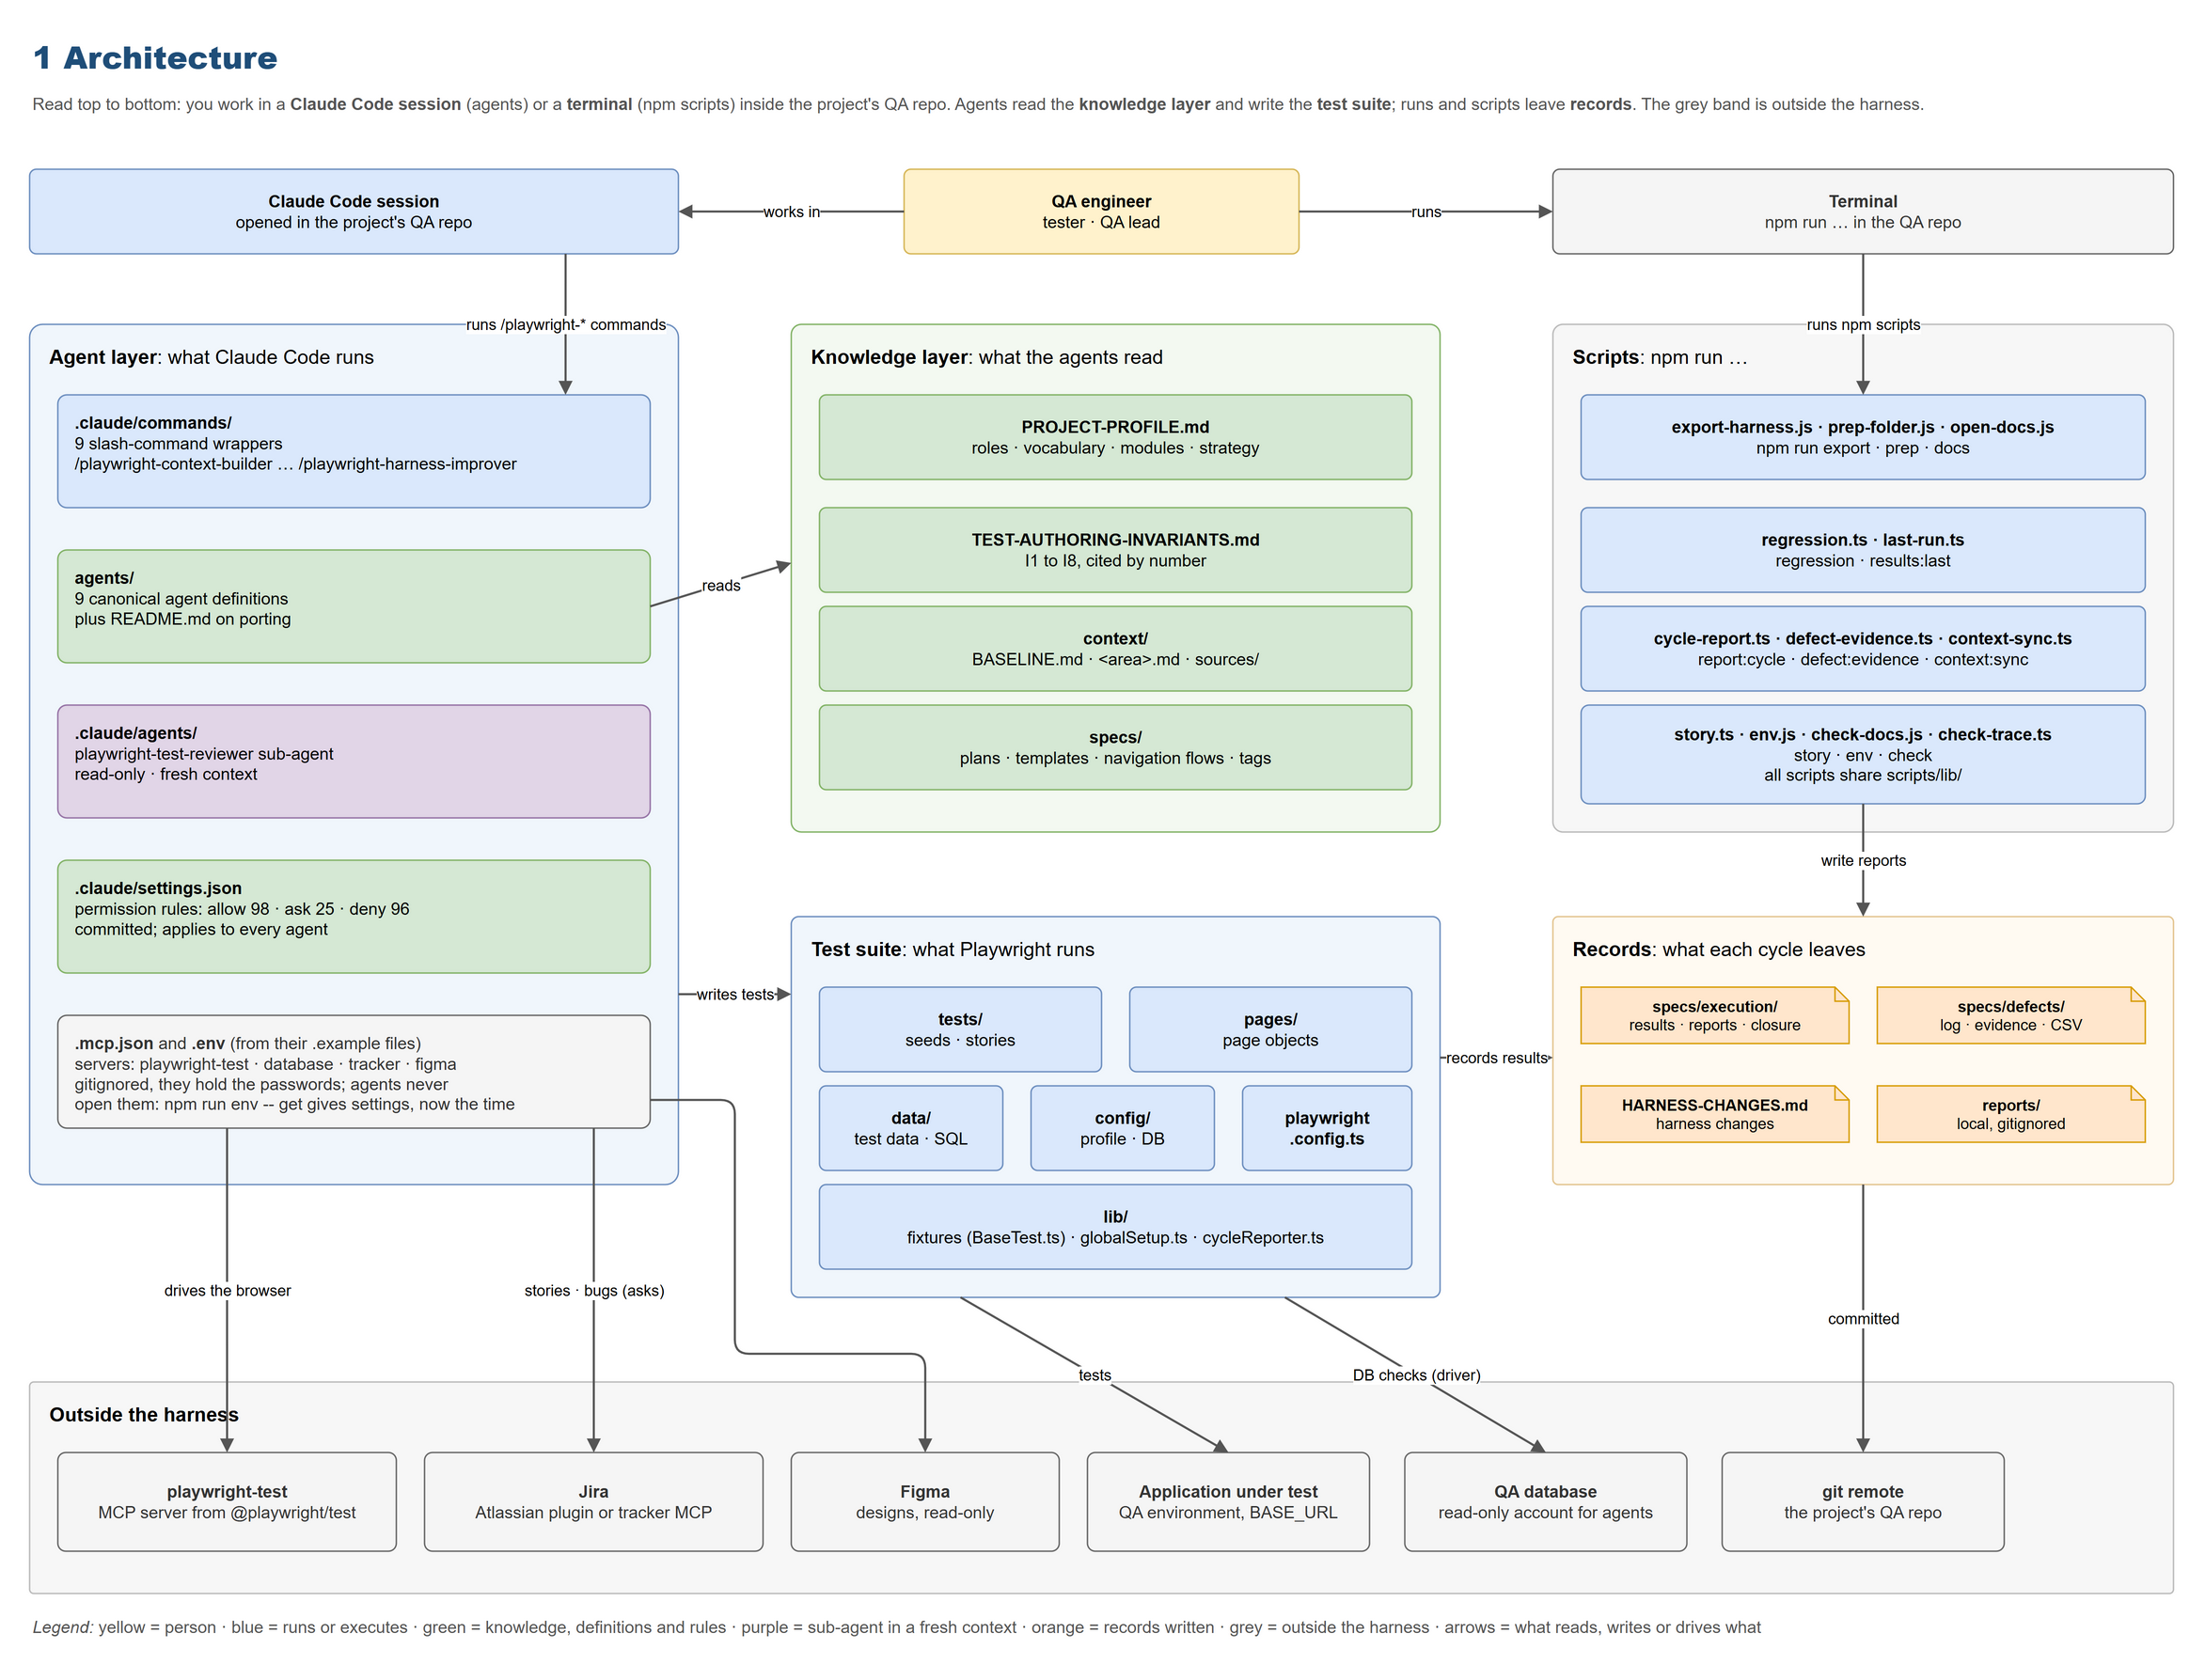 1 Architecture
Read top to bottom: you work in a Claude Code session (agents) or a terminal (npm scripts) inside the project's QA repo. Agents read the knowledge layer and write the test suite; runs and scripts leave records. The grey band is outside the harness.
Claude Code session
opened in the project's QA repo
works in
QA engineer
tester · QA lead
runs
Terminal
npm run … in the QA repo
runs /playwright-* commands
runs npm scripts
Agent layer: what Claude Code runs
.claude/commands/
9 slash-command wrappers
/playwright-context-builder … /playwright-harness-improver
agents/
9 canonical agent definitions
plus README.md on porting
reads
.claude/agents/
playwright-test-reviewer sub-agent
read-only · fresh context
.claude/settings.json
permission rules: allow 98 · ask 25 · deny 96
committed; applies to every agent
writes tests
.mcp.json and .env (from their .example files)
servers: playwright-test · database · tracker · figma
gitignored, they hold the passwords; agents never
open them: npm run env -- get gives settings, now the time
Knowledge layer: what the agents read
PROJECT-PROFILE.md
roles · vocabulary · modules · strategy
TEST-AUTHORING-INVARIANTS.md
I1 to I8, cited by number
context/
BASELINE.md · <area>.md · sources/
specs/
plans · templates · navigation flows · tags
Scripts: npm run …
export-harness.js · prep-folder.js · open-docs.js
npm run export · prep · docs
regression.ts · last-run.ts
regression · results:last
cycle-report.ts · defect-evidence.ts · context-sync.ts
report:cycle · defect:evidence · context:sync
story.ts · env.js · check-docs.js · check-trace.ts
story · env · check
all scripts share scripts/lib/
write reports
Test suite: what Playwright runs
tests/
seeds · stories
pages/
page objects
data/
test data · SQL
config/
profile · DB
playwright
.config.ts
lib/
fixtures (BaseTest.ts) · globalSetup.ts · cycleReporter.ts
records results
Records: what each cycle leaves
specs/execution/
results · reports · closure
specs/defects/
log · evidence · CSV
HARNESS-CHANGES.md
harness changes
reports/
local, gitignored
drives the browser
stories · bugs (asks)
tests
DB checks (driver)
committed
Outside the harness
playwright-test
MCP server from @playwright/test
Jira
Atlassian plugin or tracker MCP
Figma
designs, read-only
Application under test
QA environment, BASE_URL
QA database
read-only account for agents
git remote
the project's QA repo
Legend: yellow = person · blue = runs or executes · green = knowledge, definitions and rules · purple = sub-agent in a fresh context · orange = records written · grey = outside the harness · arrows = what reads, writes or drives what